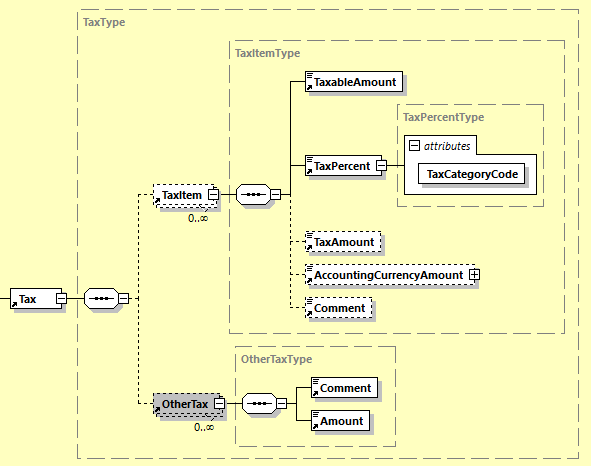 TaxType
TaxItemType
TaxableAmount
TaxPercentType
attributes
TaxPercent
TaxCategoryCode
TaxItem
0..∞
TaxAmount
AccountingCurrencyAmount
Tax
Comment
OtherTaxType
Comment
OtherTax
Amount
0..∞